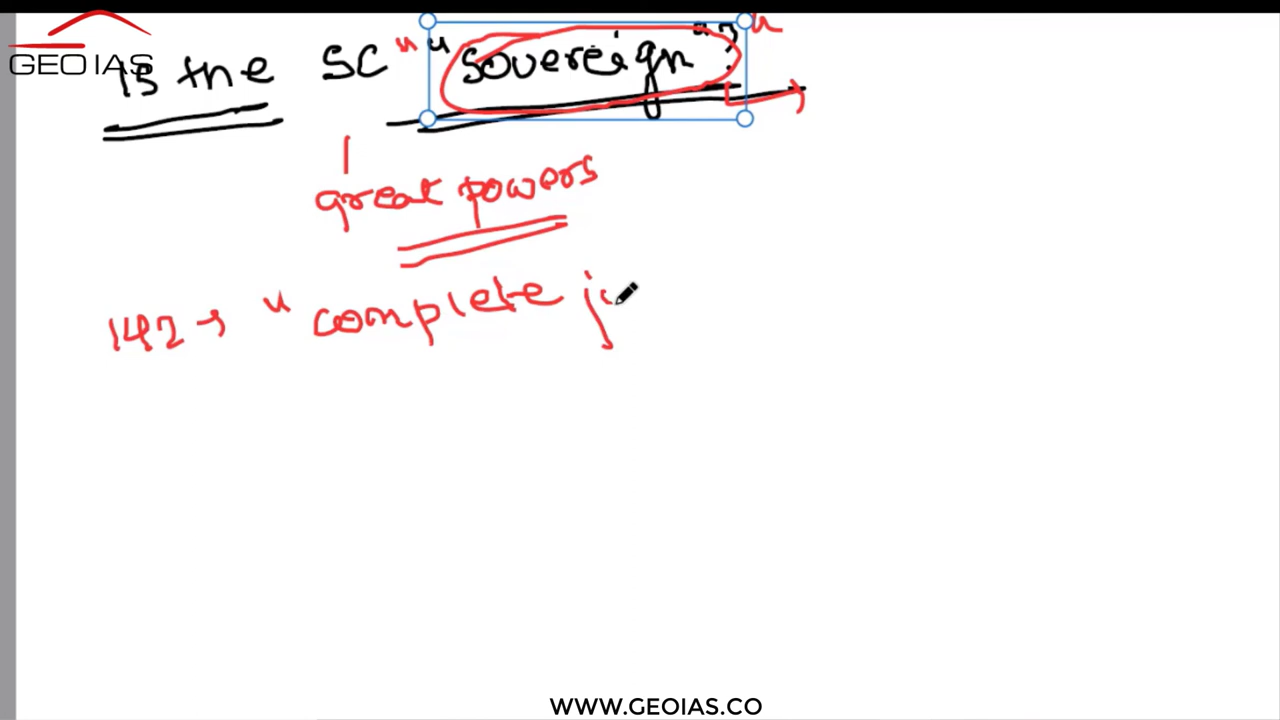 GEO IAS
Is the SC " "sovereign"? "
great powers
142 → " complete j
WWW.GEOIAS.CO